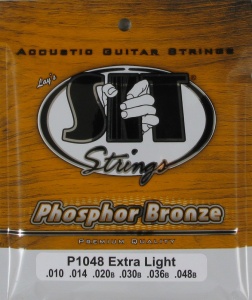 Acoustic Guitar Strings
Lay's
SIT
Strings
Phosphor Bronze
Premium Quality
P1048 Extra Light
.010 .014 .020B .030B .036B .048B